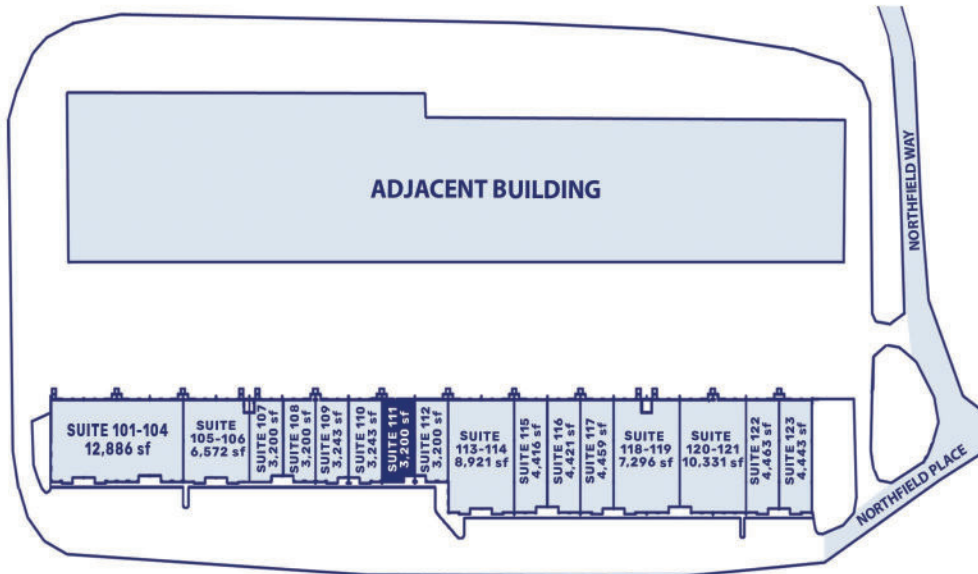 ADJACENT BUILDING
NORTHFIELD WAY
NORTHFIELD PLACE
SUITE 101-104
12,886 sf
SUITE
105-106
6,572 sf
SUITE 107
3,200 sf
SUITE 108
3,200 sf
SUITE 109
3,243 sf
SUITE 110
3,243 sf
SUITE 111
3,200 sf
SUITE 112
3,200 sf
SUITE
113-114
8,921 sf
SUITE 115
4,416 sf
SUITE 116
4,421 sf
SUITE 117
4,459 sf
SUITE
118-119
7,296 sf
SUITE
120-121
10,331 sf
SUITE 122
4,463 sf
SUITE 123
4,443 sf